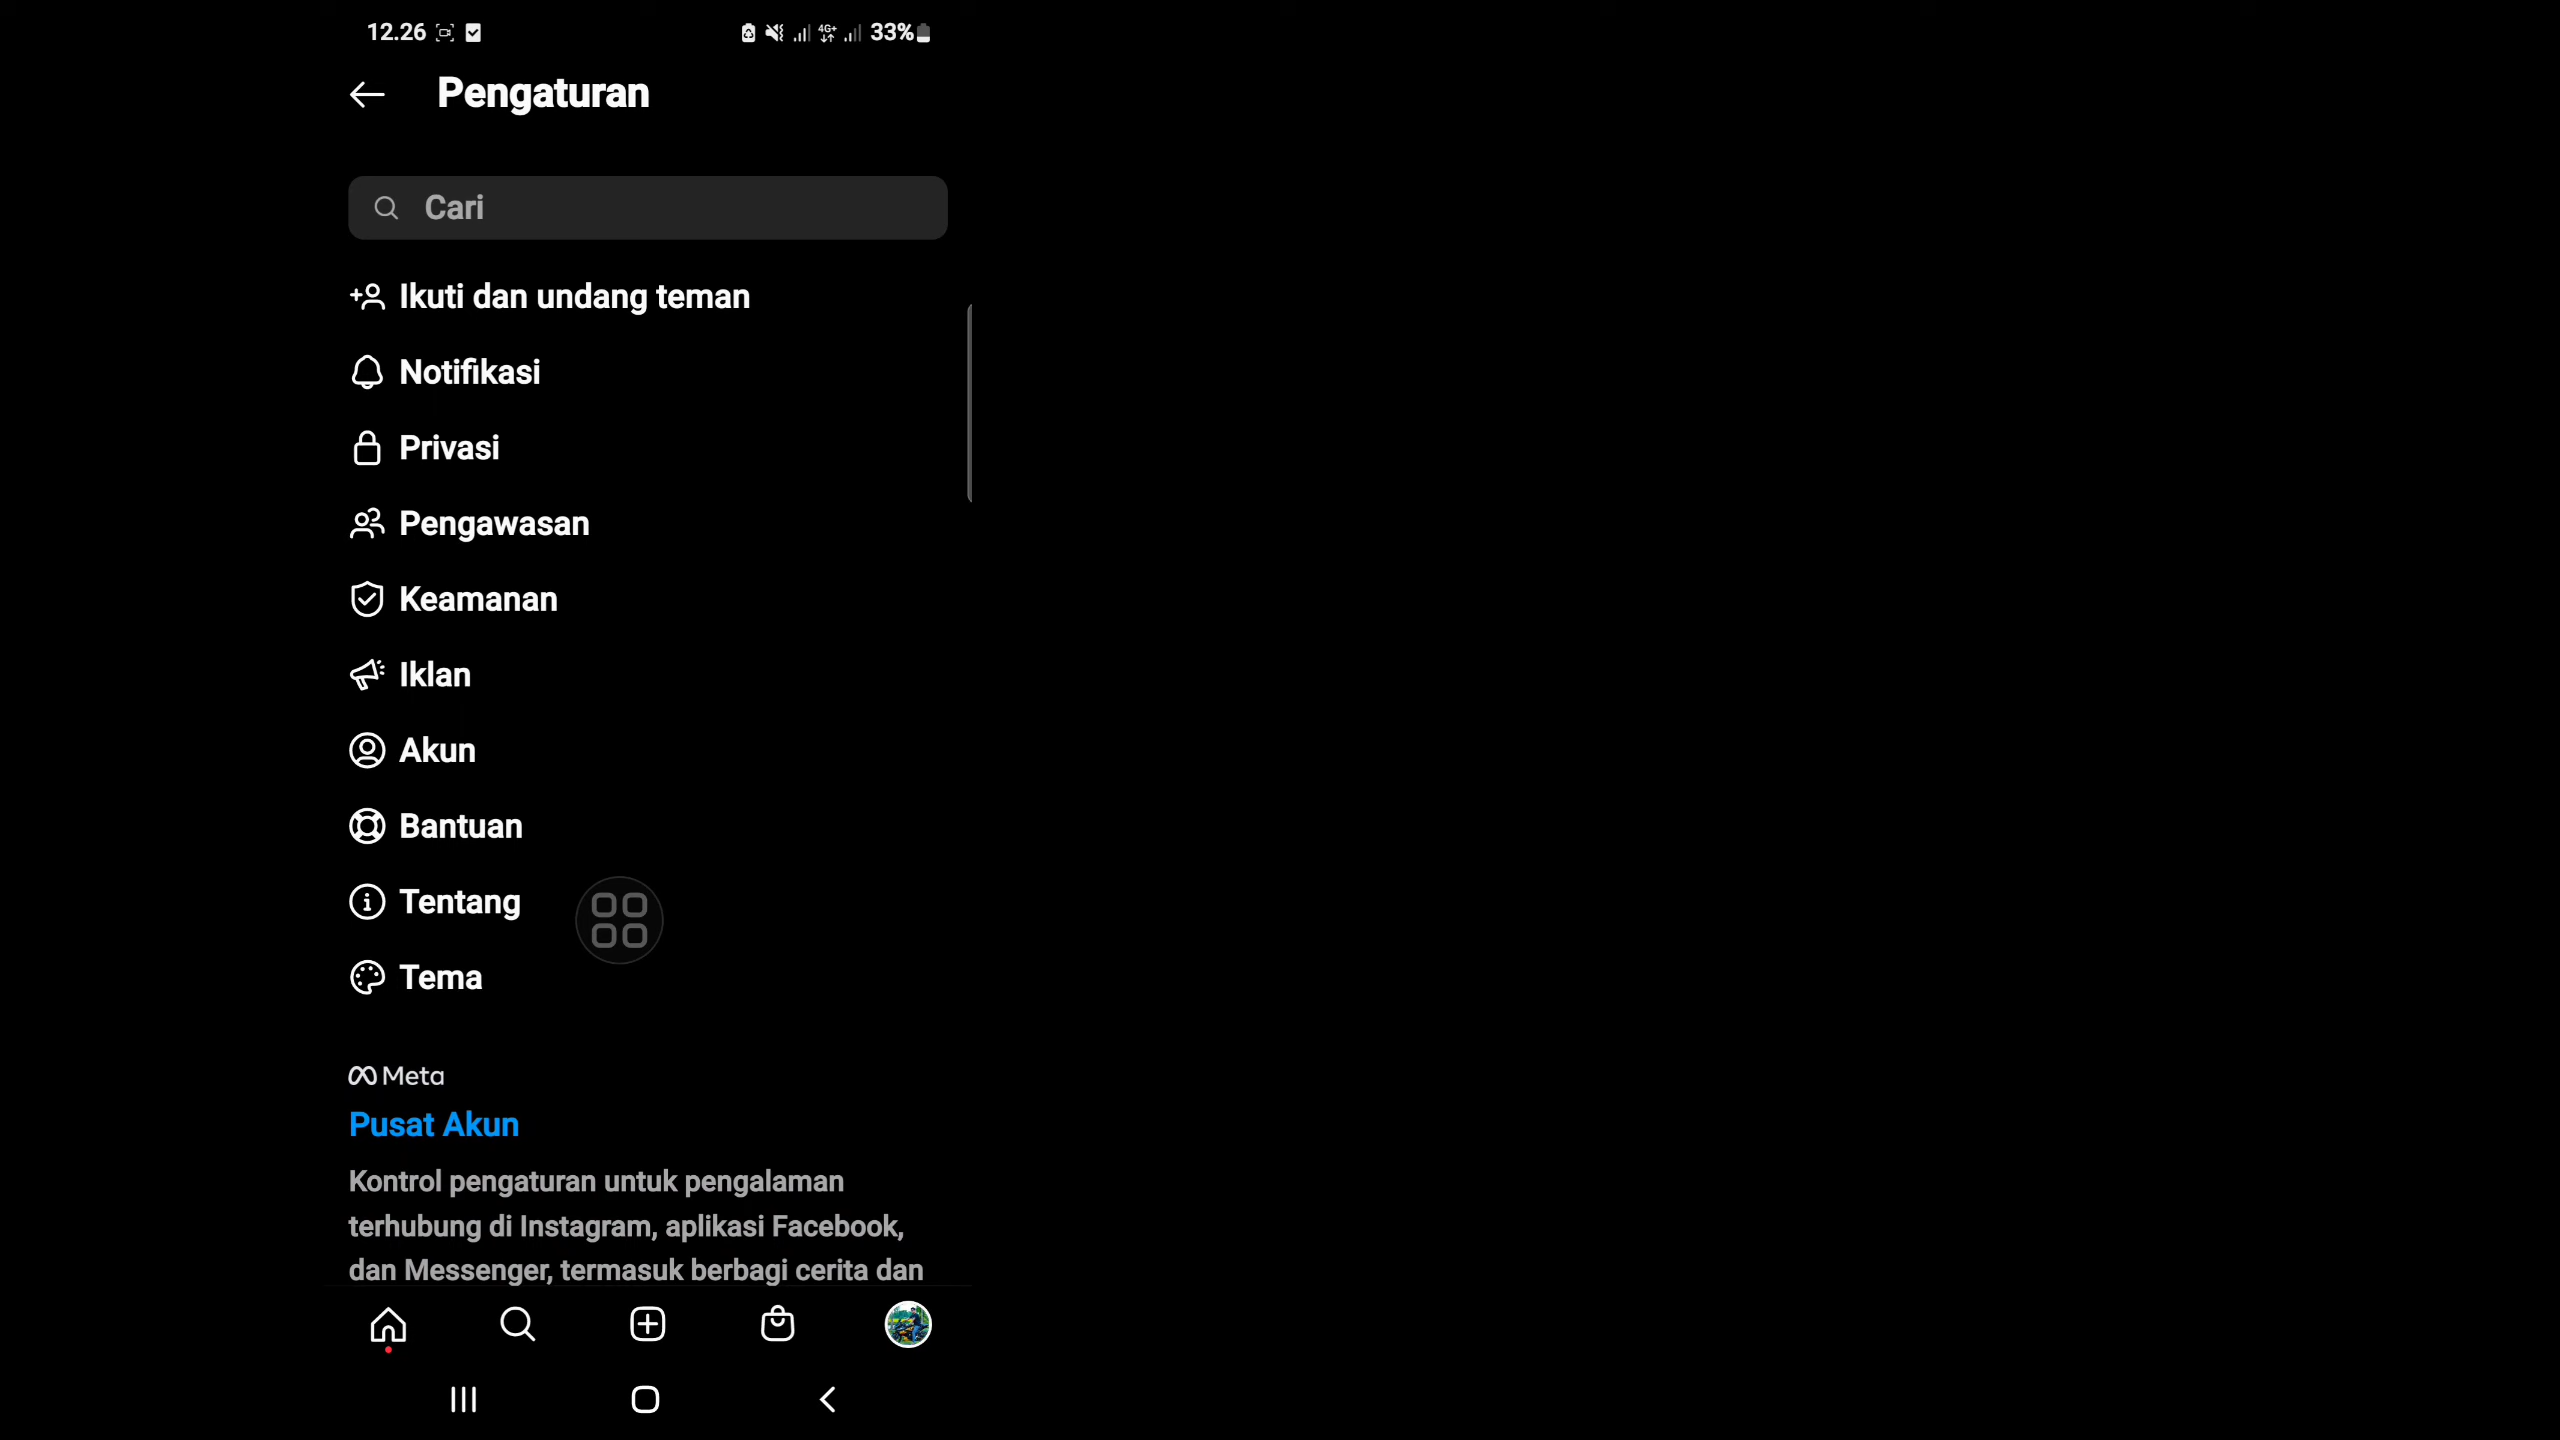 12.26
4G+
33%
Pengaturan
Cari
Ikuti dan undang teman
Notifikasi
Privasi
Pengawasan
Keamanan
Iklan
Akun
Bantuan
Tentang
Tema
Meta
Pusat Akun
Kontrol pengaturan untuk pengalaman
terhubung di Instagram, aplikasi Facebook,
dan Messenger, termasuk berbagi cerita dan